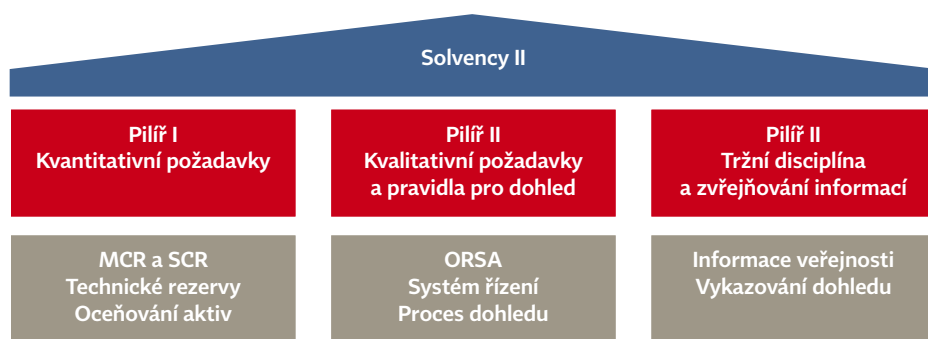 Solvency II
Pilíř I
Kvantitativní požadavky
Pilíř II
Kvalitativní požadavky
a pravidla pro dohled
Pilíř II
Tržní disciplína
a zvřejňování informací
MCR a SCR
Technické rezervy
Oceňování aktiv
ORSA
Systém řízení
Proces dohledu
Informace veřejnosti
Vykazování dohledu